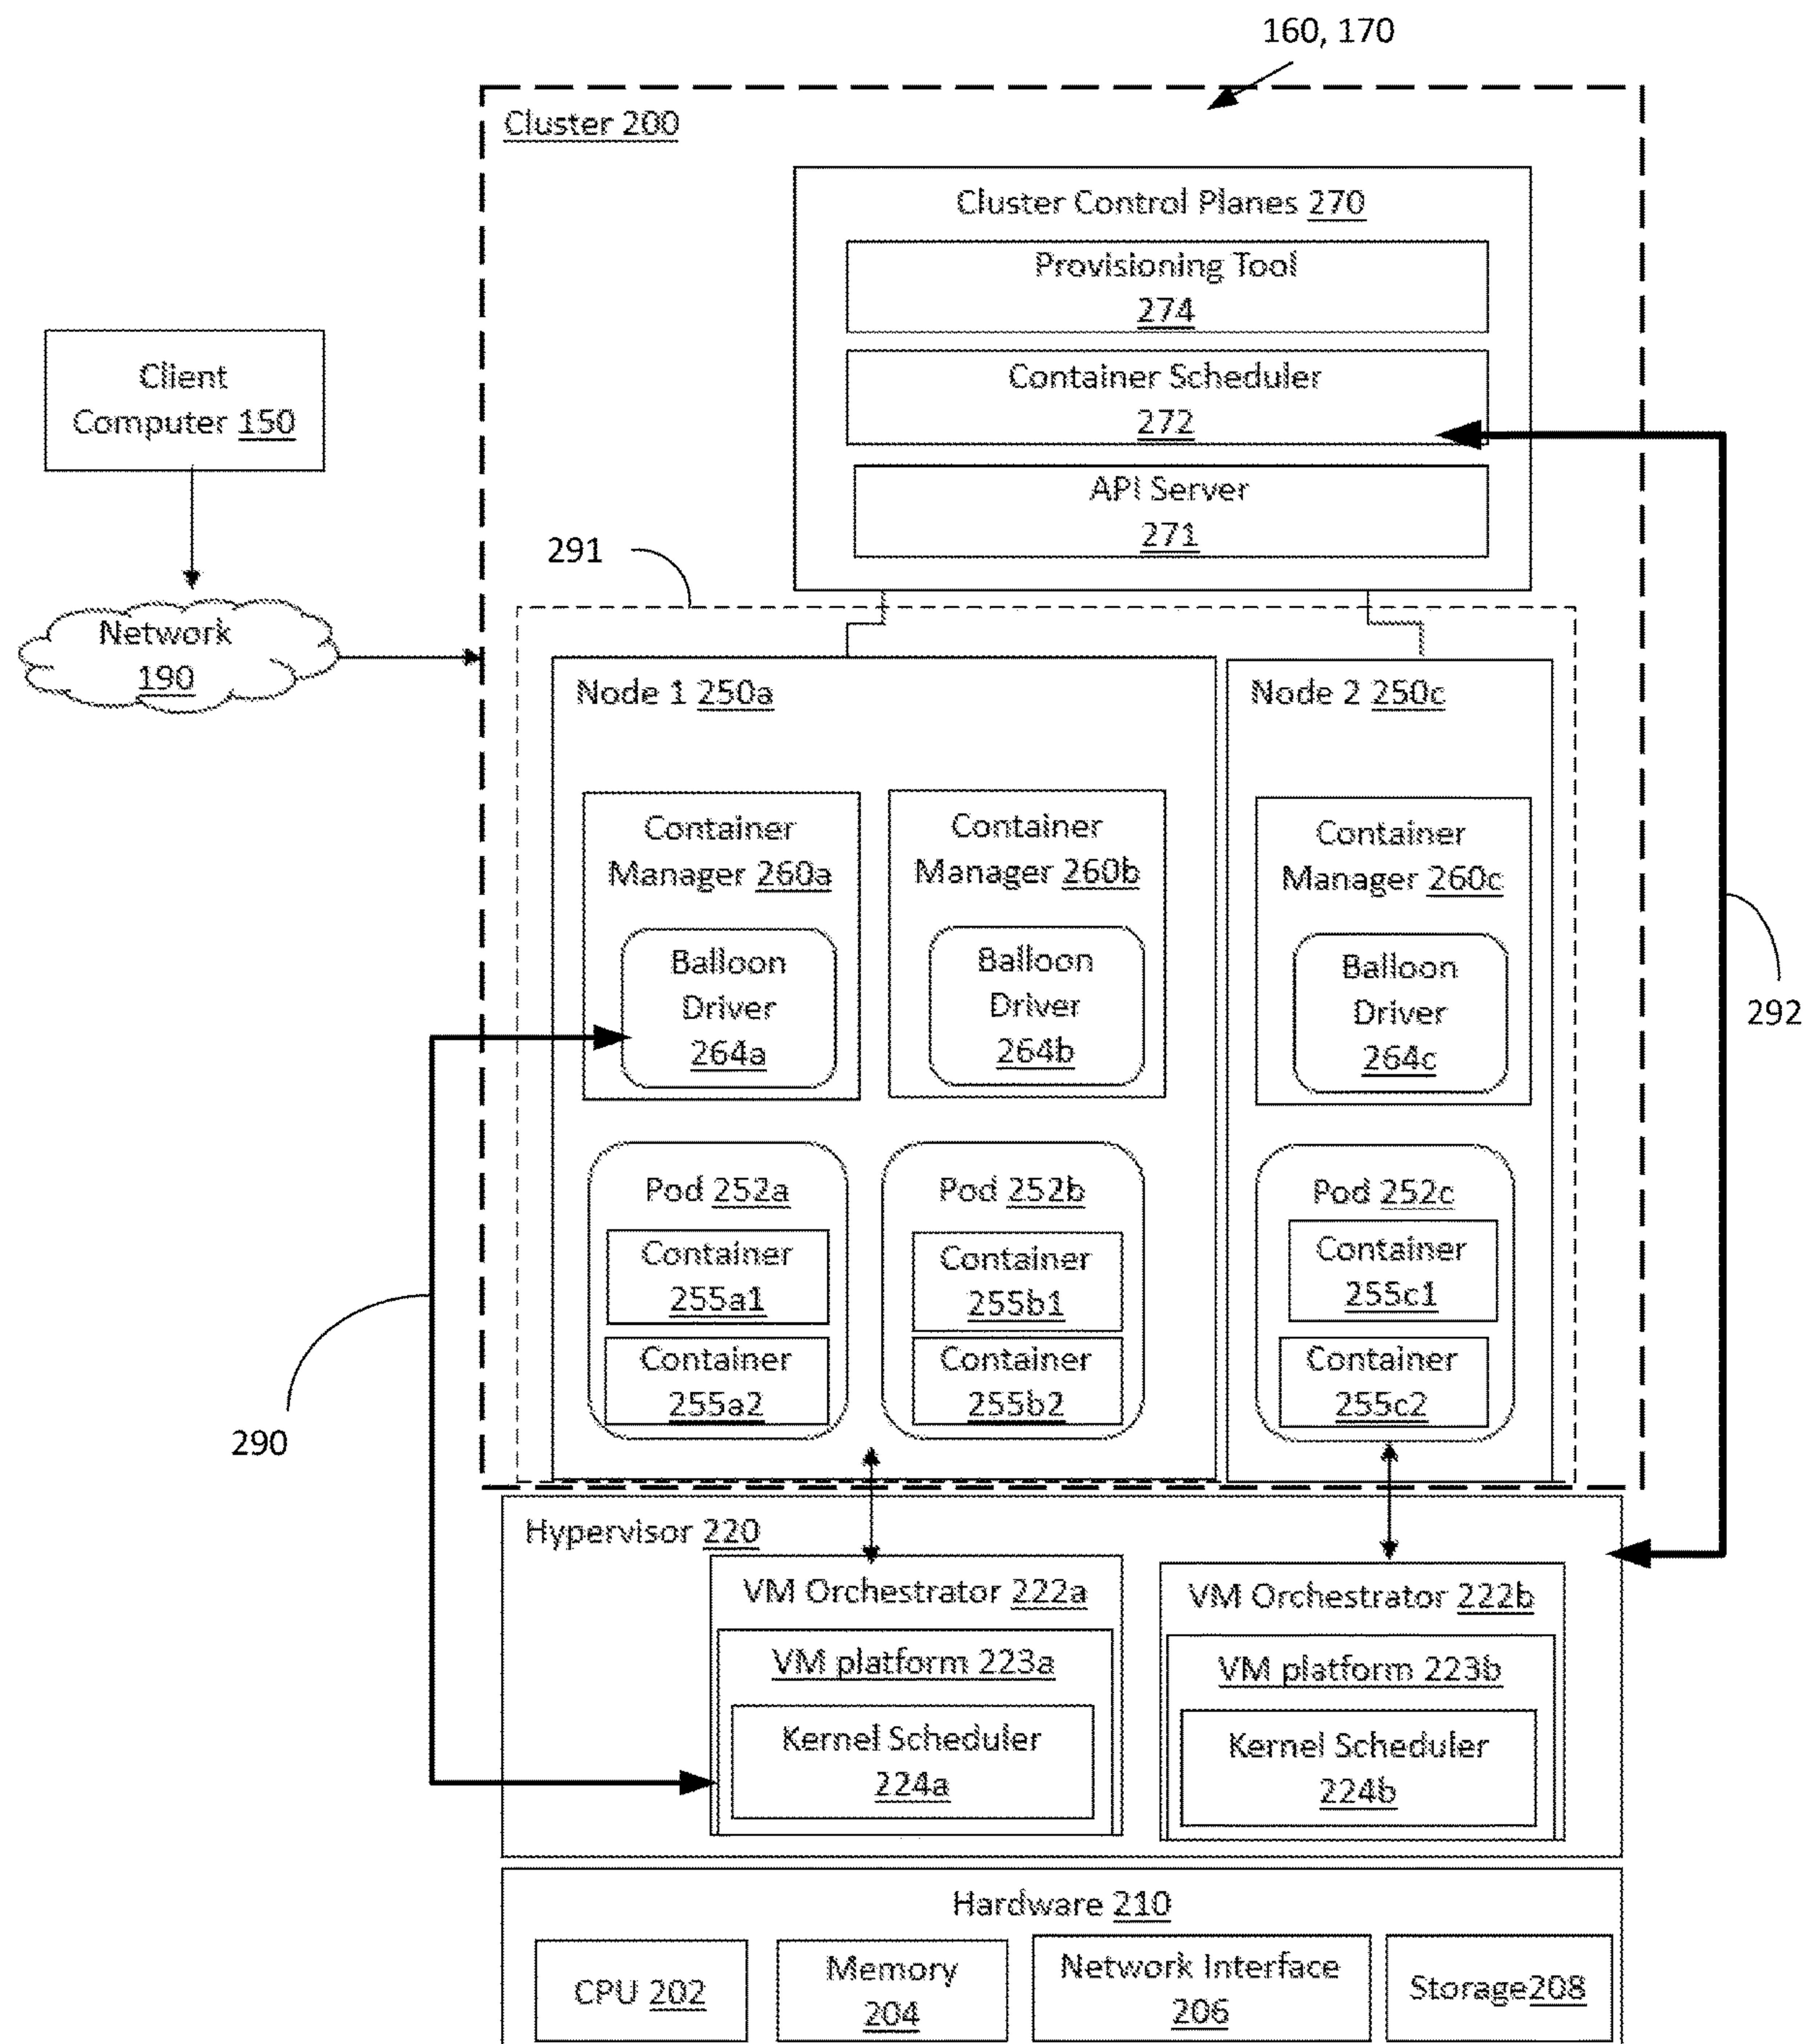 160, 170
Cluster 200
Cluster Control Planes 270
Provisioning Tool
274
Container Scheduler
272
API Server
271
Client
Computer 150
Network
190
291
292
290
Node 1 250a
Container
Manager 260a
Balloon
Driver
264a
Container
Manager 260b
Balloon
Driver
264b
Pod 252a
Container
255a1
Container
255a2
Pod 252b
Container
255b1
Container
255b2
Node 2 250c
Container
Manager 260c
Balloon
Driver
264c
Pod 252c
Container
255c1
Container
255c2
Hypervisor 220
VM Orchestrator 222a
VM platform 223a
Kernel Scheduler
224a
VM Orchestrator 222b
VM platform 223b
Kernel Scheduler
224b
Hardware 210
CPU 202
Memory
204
Network Interface
206
Storage208